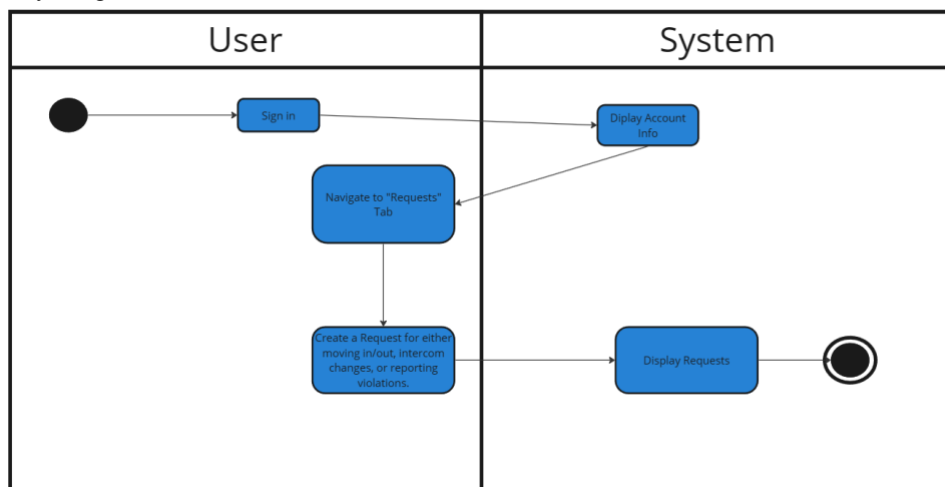 User
System
Sign in
Diplay Account
Info
Navigate to "Requests"
Tab
Create a Request for either
moving in/out, intercom
changes, or reporting
violations.
Display Requests